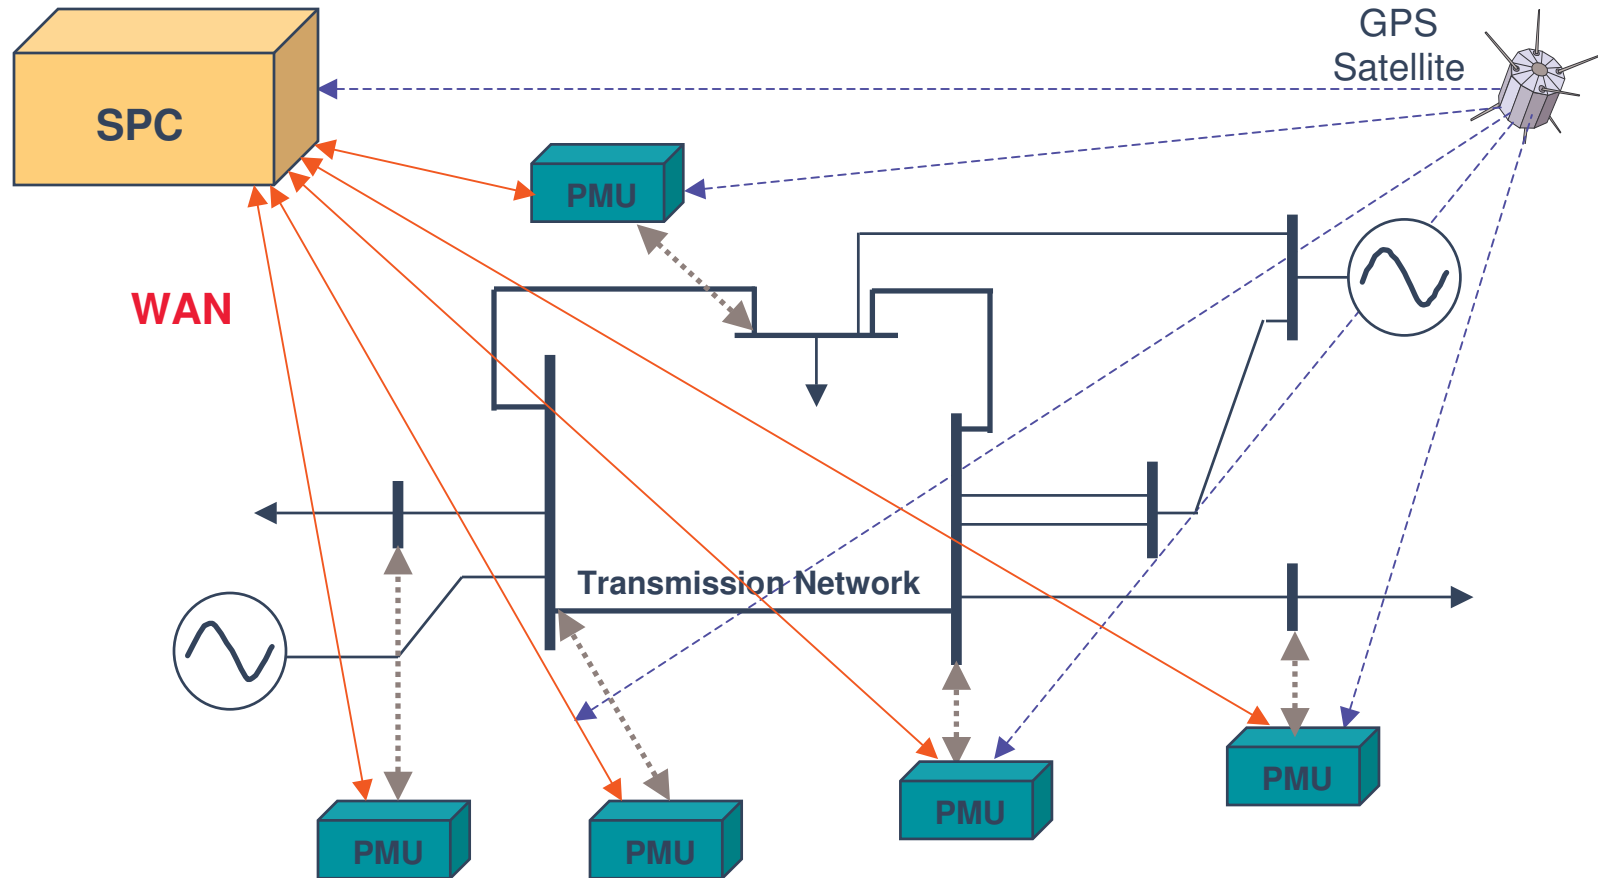 GPS
Satellite
SPC
PMU
WAN
Transmission Network
PMU
PMU
PMU
PMU